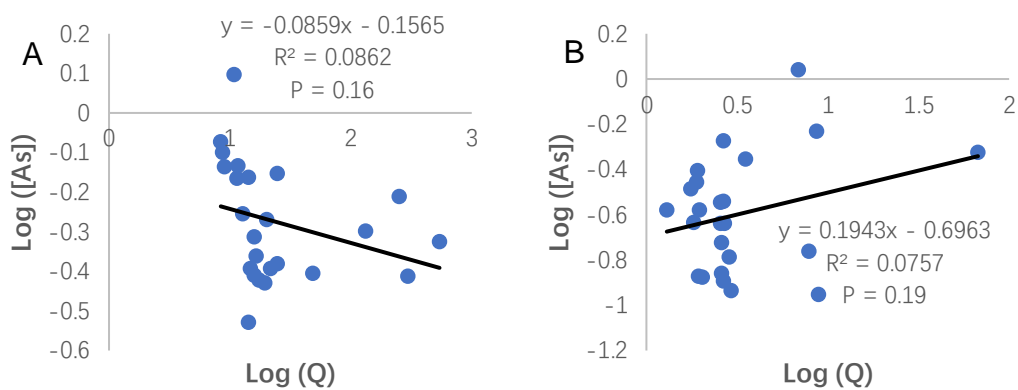 A
y = -0.0859x - 0.1565
R² = 0.0862
P = 0.16
0.2
0.1
0
-0.1
-0.2
-0.3
-0.4
-0.5
-0.6
0 1 2 3
Log ([As])
Log (Q)
B
0.2
0
-0.2
-0.4
-0.6
-0.8
-1
-1.2
0 0.5 1 1.5 2
y = 0.1943x - 0.6963
R² = 0.0757
P = 0.19
Log ([As])
Log (Q)